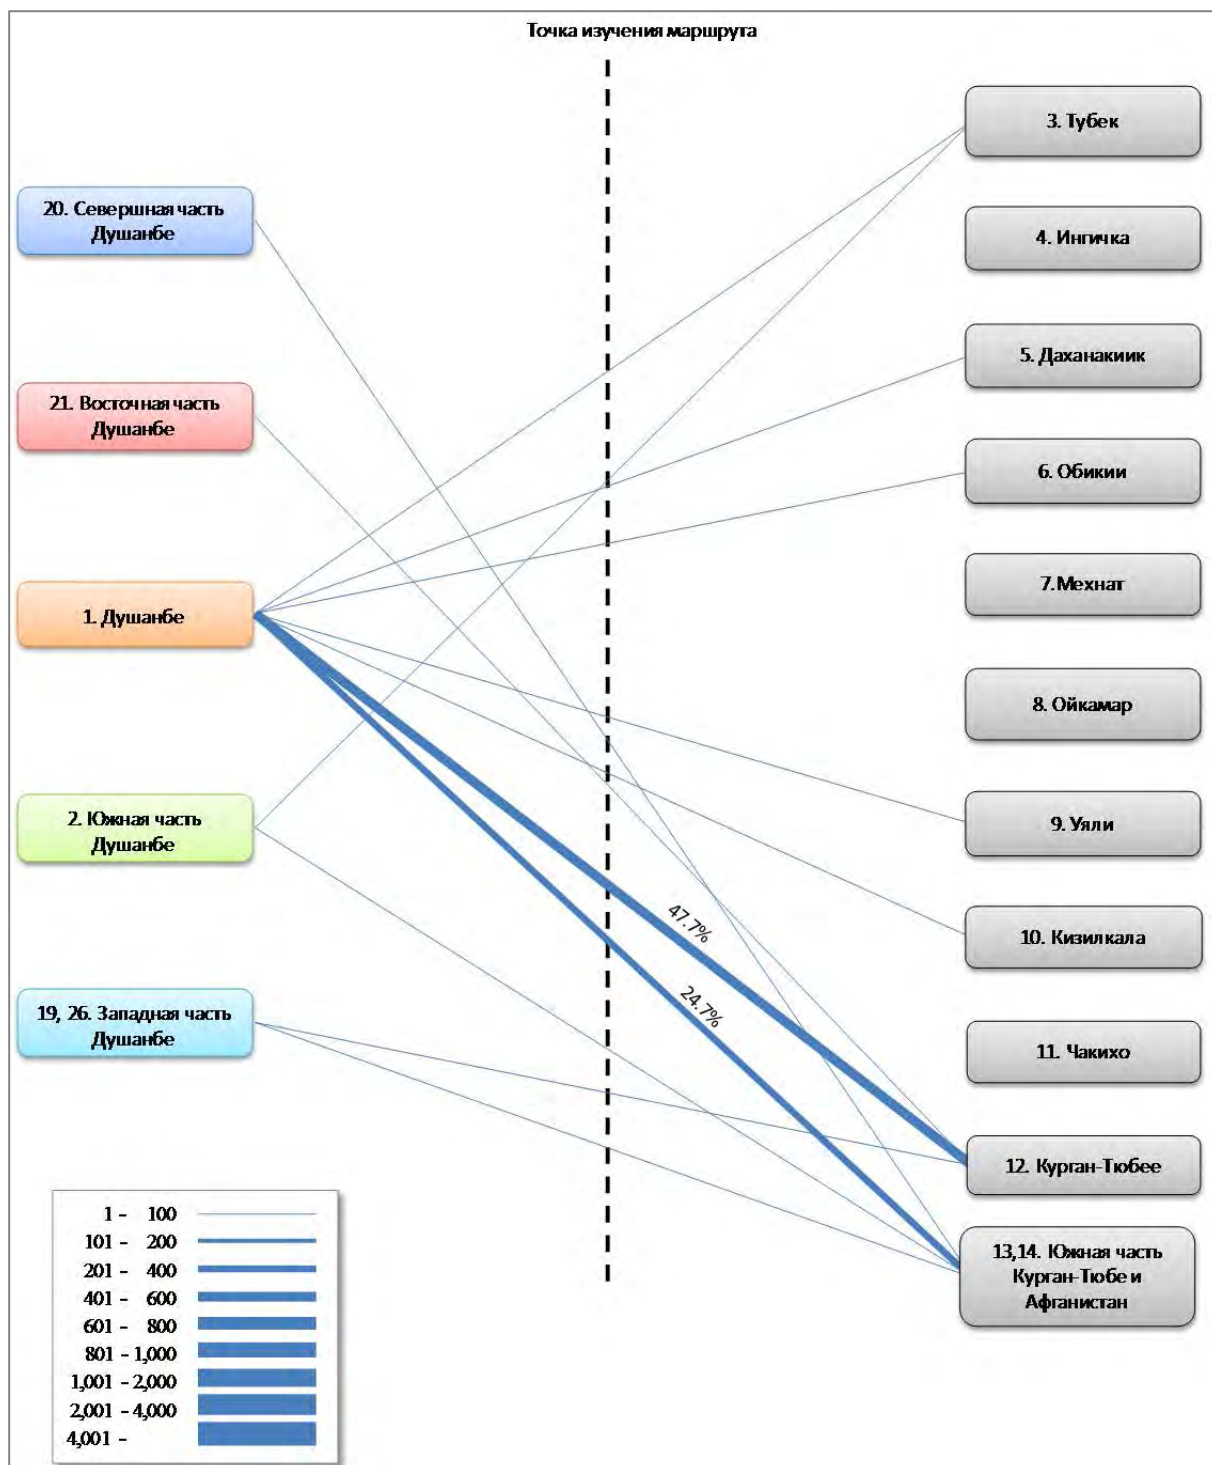 Точка изучения маршрута
20. Севершная часть
Душанбе
21. Восточная часть
Душанбе
1. Душанбе
2. Южная часть
Душанбе
19, 26. Западная часть
Душанбе
3. Тубек
4. Ингичка
5. Даханакиик
6. Обикии
7. Мехнат
8. Ойкамар
9. Уяли
10. Кизилкала
11. Чакихо
12. Курган-Тюбее
13,14. Южная часть
Курган-Тюбе и
Афганистан
47.7%
24.7%
1 - 100
101 - 200
201 - 400
401 - 600
601 - 800
801 - 1,000
1,001 - 2,000
2,001 - 4,000
4,001 -